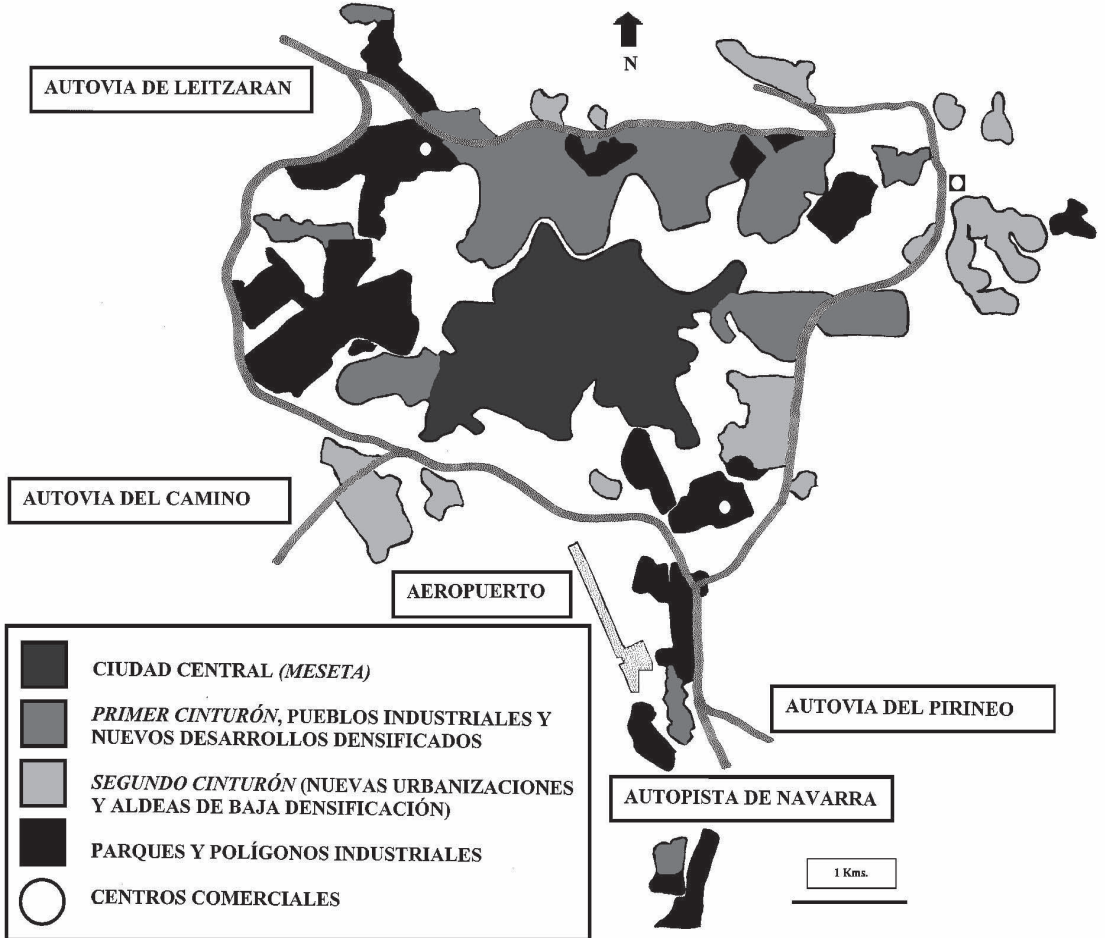 N
AUTOVIA DE LEITZARAN
AUTOVIA DEL CAMINO
AEROPUERTO
AUTOVIA DEL PIRINEO
AUTOPISTA DE NAVARRA
1 Kms.
CIUDAD CENTRAL (MESETA)
PRIMER CINTURÓN, PUEBLOS INDUSTRIALES Y
NUEVOS DESARROLLOS DENSIFICADOS
SEGUNDO CINTURÓN (NUEVAS URBANIZACIONES
Y ALDEAS DE BAJA DENSIFICACIÓN)
PARQUES Y POLÍGONOS INDUSTRIALES
CENTROS COMERCIALES